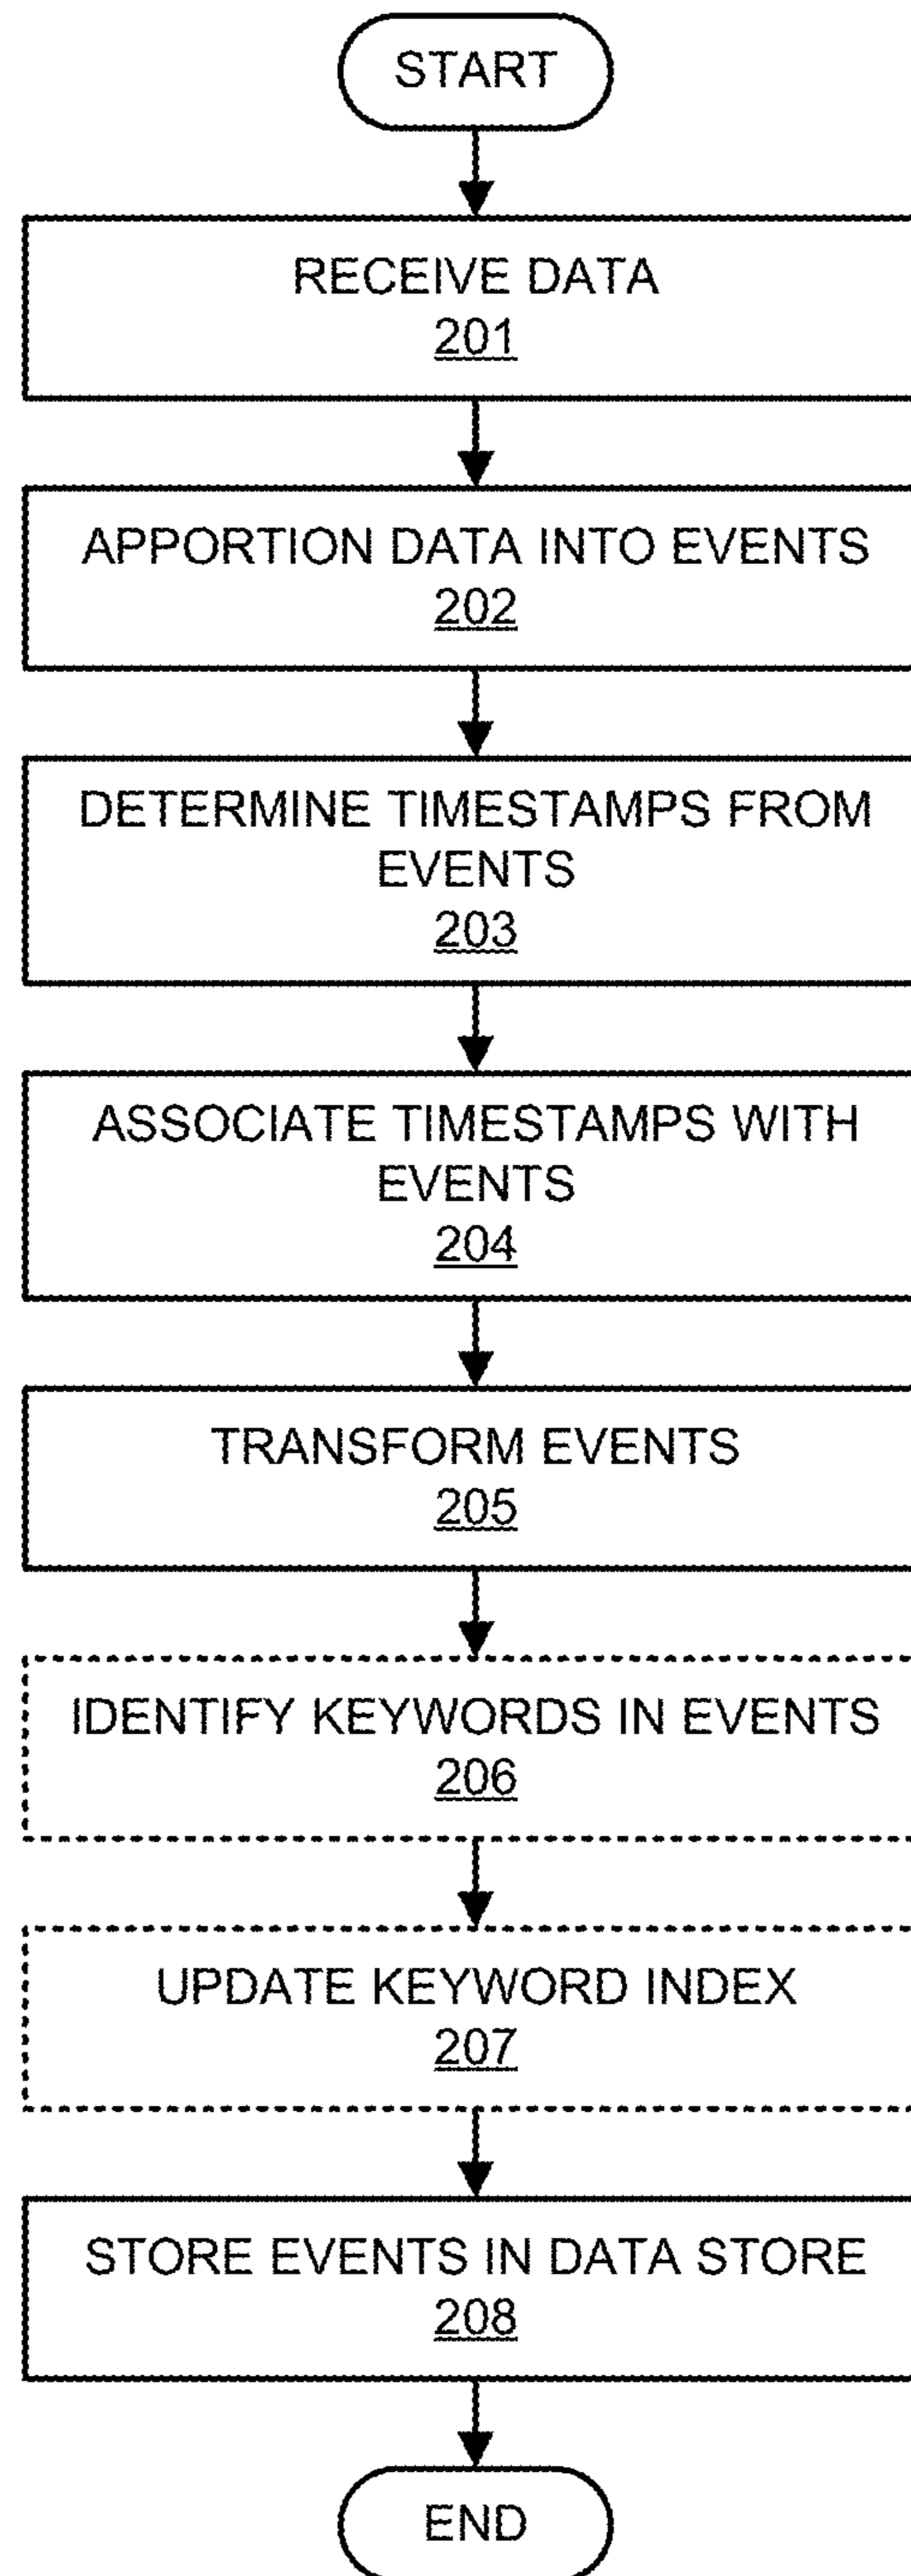 START
RECEIVE DATA
201
APPORTION DATA INTO EVENTS
202
DETERMINE TIMESTAMPS FROM
EVENTS
203
ASSOCIATE TIMESTAMPS WITH
EVENTS
204
TRANSFORM EVENTS
205
IDENTIFY KEYWORDS IN EVENTS
206
UPDATE KEYWORD INDEX
207
STORE EVENTS IN DATA STORE
208
END